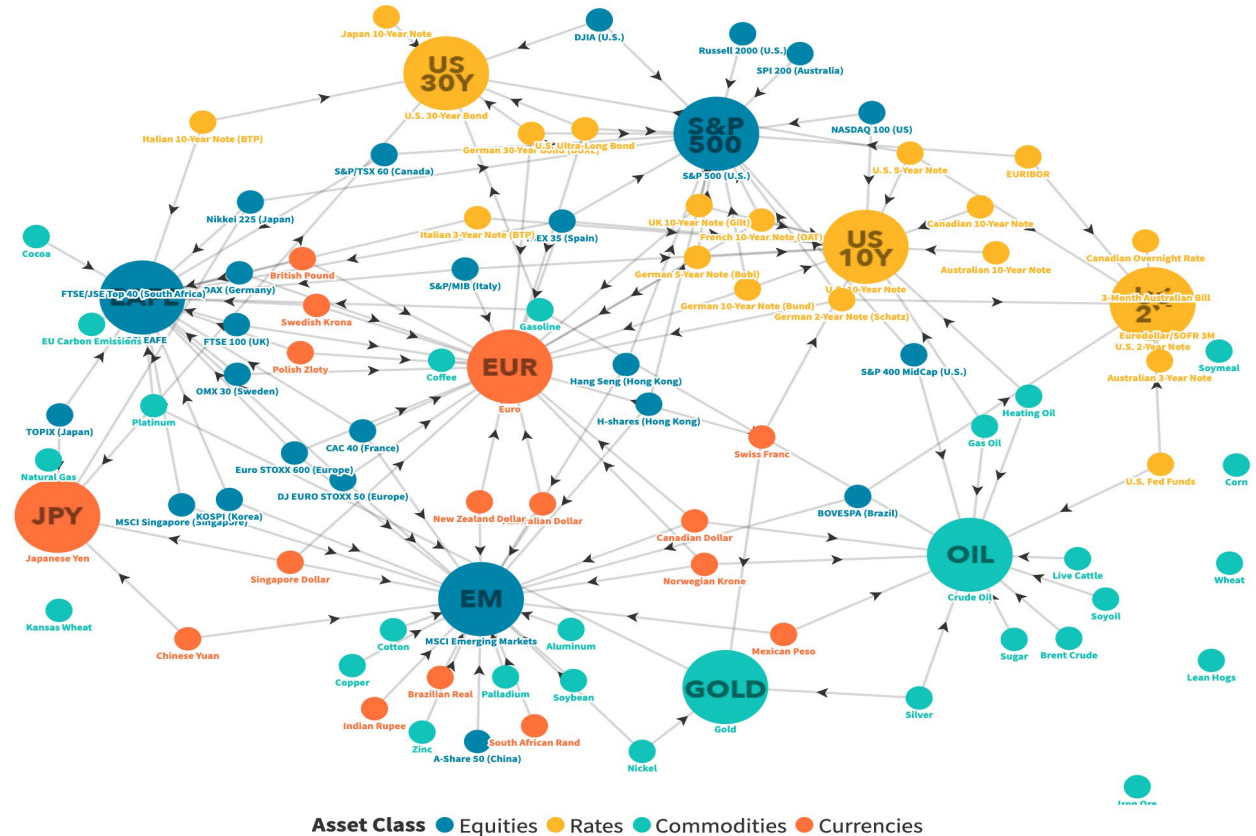 Japan 10-Year Note
DJIA (U.S.)
Russell 2000 (U.S.)
SPI 200 (Australia)
US
30Y
U.S. 30-Year Bond
S&P
500
S&P 500 (U.S.)
NASDAQ 100 (US)
Italian 10-Year Note (BTP)
German 30-Year Bond
U.S. Ultra-Long Bond
S&P/TSX 60 (Canada)
U.S. 5-Year Note
EURIBOR
Nikkei 225 (Japan)
Italian 3-Year Note (BTP)
EX 35 (Spain)
UK 10-Year Note (Gilt)
French 10-Year Note (OAT)
Canadian 10-Year Note
US
10Y
U.S. 10-Year Note
Cocoa
British Pound
DAX (Germany)
S&P/MIB (Italy)
German 5-Year Note (Bobl)
Australian 10-Year Note
Canadian Overnight Rate
FTSE/JSE Top 40 (South Africa)
EAFE
Swedish Krona
Gasoline
German 10-Year Note (Bund)
German 2-Year Note (Schatz)
3-Month Australian Bill
2
EU Carbon Emissions
FTSE 100 (UK)
Eurodollar/SOFR 3M
U.S. 2-Year Note
Polish Zloty
Coffee
EUR
Euro
Hang Seng (Hong Kong)
S&P 400 MidCap (U.S.)
Australian 3-Year Note
Soymeal
OMX 30 (Sweden)
H-shares (Hong Kong)
Heating Oil
Platinum
TOPIX (Japan)
CAC 40 (France)
Swiss Franc
Gas Oil
Natural Gas
Euro STOXX 600 (Europe)
DJ EURO STOXX 50 (Europe)
U.S. Fed Funds
Corn
JPY
Japanese Yen
MSCI Singapore (Singapore)
KOSPI (Korea)
New Zealand Dollar
Australian Dollar
Canadian Dollar
BOVESPA (Brazil)
Singapore Dollar
Norwegian Krone
OIL
Crude Oil
Live Cattle
Wheat
Kansas Wheat
EM
MSCI Emerging Markets
Soyoil
Chinese Yuan
Cotton
Aluminum
Mexican Peso
Sugar
Brent Crude
Copper
Brazilian Real
Palladium
Soybean
GOLD
Gold
Lean Hogs
Indian Rupee
Zinc
South African Rand
A-Share 50 (China)
Silver
Nickel
Iron Ore
Asset Class Equities Rates Commodities Currencies